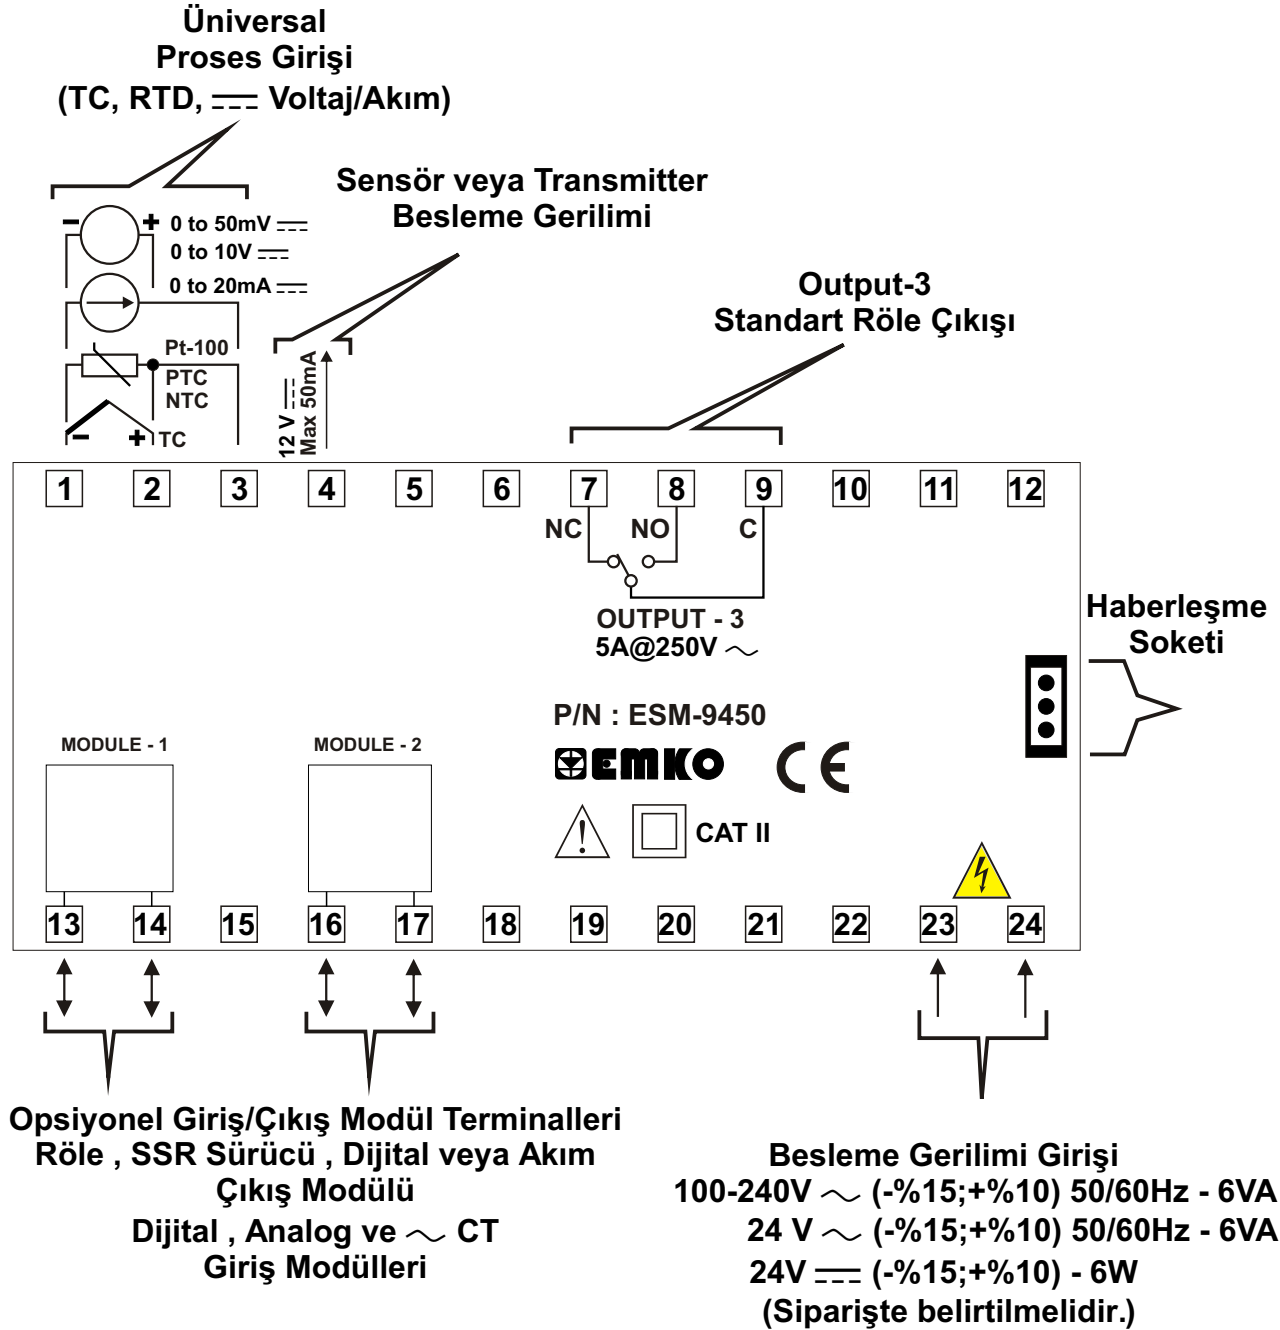 Üniversal
Proses Girişi
(TC, RTD, Voltaj/Akım)
Sensör veya Transmitter
Besleme Gerilimi
Output-3
Standart Röle Çıkışı
- + 0 to 50mV
0 to 10V
0 to 20mA
Pt-100
PTC
NTC
- + TC
12 V
Max 50mA
1 2 3 4 5 6 7 8 9 10 11 12
NC NO C
OUTPUT - 3
5A@250V ~
Haberleşme
Soketi
P/N : ESM-9450
MODULE - 1
MODULE - 2
EMKO CE
! CAT II
13 14 15 16 17 18 19 20 21 22 23 24
Opsiyonel Giriş/Çıkış Modül Terminalleri
Röle , SSR Sürücü , Dijital veya Akım
Çıkış Modülü
Dijital , Analog ve ~ CT
Giriş Modülleri
Besleme Gerilimi Girişi
100-240V ~ (-%15;+%10) 50/60Hz - 6VA
24 V ~ (-%15;+%10) 50/60Hz - 6VA
24V (-%15;+%10) - 6W
(Siparişte belirtilmelidir.)